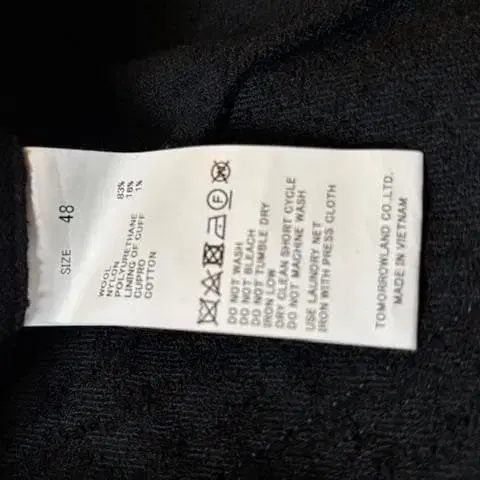 SIZE 48
WOOL 83%
NYLON 16%
POLYURETHANE 1%
LINING OF CUFF
CUPRO
COTTON
F
DO NOT WASH
DO NOT BLEACH
DO NOT TUMBLE DRY
IRON LOW
DRY CLEAN SHORT CYCLE
DO NOT MACHINE WASH
USE LAUNDRY NET
IRON WITH PRESS CLOTH
TOMORROWLAND CO.,LTD.
MADE IN VIETNAM